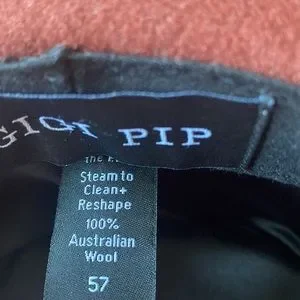 GIGI PIP
Steam to
Clean+
Reshape
100%
Australian
Wool
57